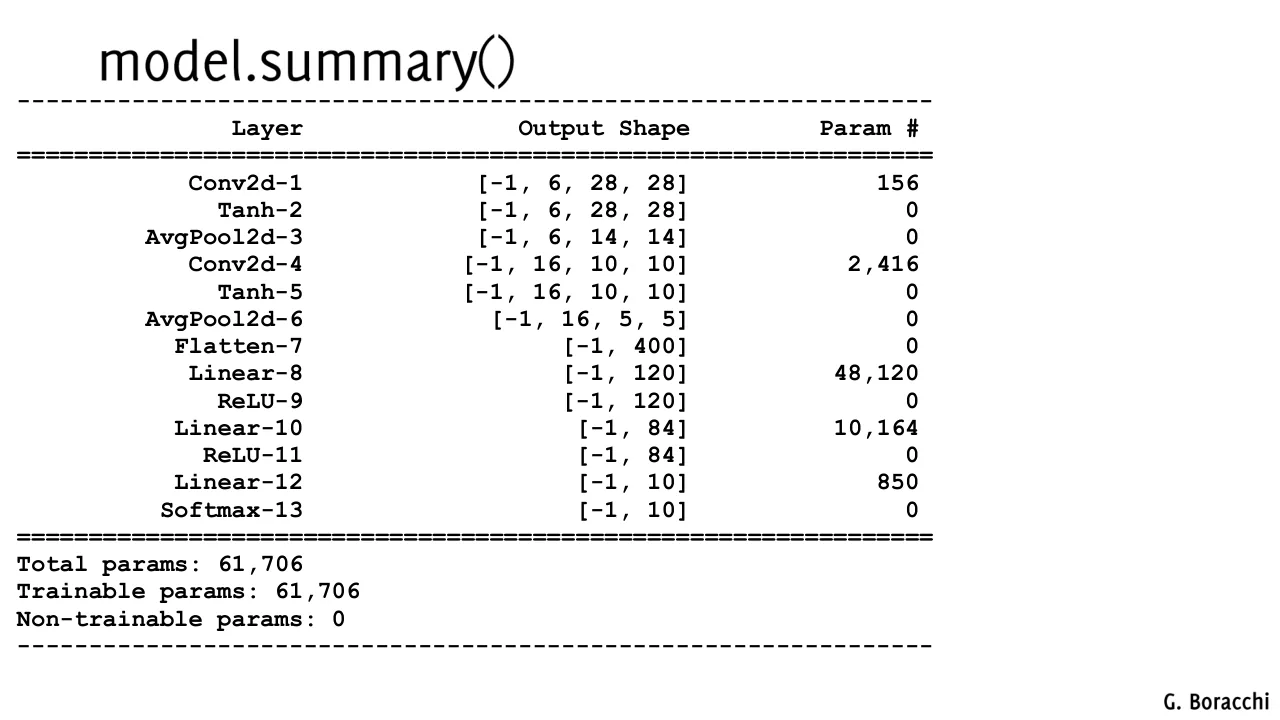 model.summary()
----------------------------------------------------------------
Layer Output Shape Param #
================================================================
Conv2d-1 [-1, 6, 28, 28] 156
Tanh-2 [-1, 6, 28, 28] 0
AvgPool2d-3 [-1, 6, 14, 14] 0
Conv2d-4 [-1, 16, 10, 10] 2,416
Tanh-5 [-1, 16, 10, 10] 0
AvgPool2d-6 [-1, 16, 5, 5] 0
Flatten-7 [-1, 400] 0
Linear-8 [-1, 120] 48,120
ReLU-9 [-1, 120] 0
Linear-10 [-1, 84] 10,164
ReLU-11 [-1, 84] 0
Linear-12 [-1, 10] 850
Softmax-13 [-1, 10] 0
================================================================
Total params: 61,706
Trainable params: 61,706
Non-trainable params: 0
----------------------------------------------------------------
G. Boracchi